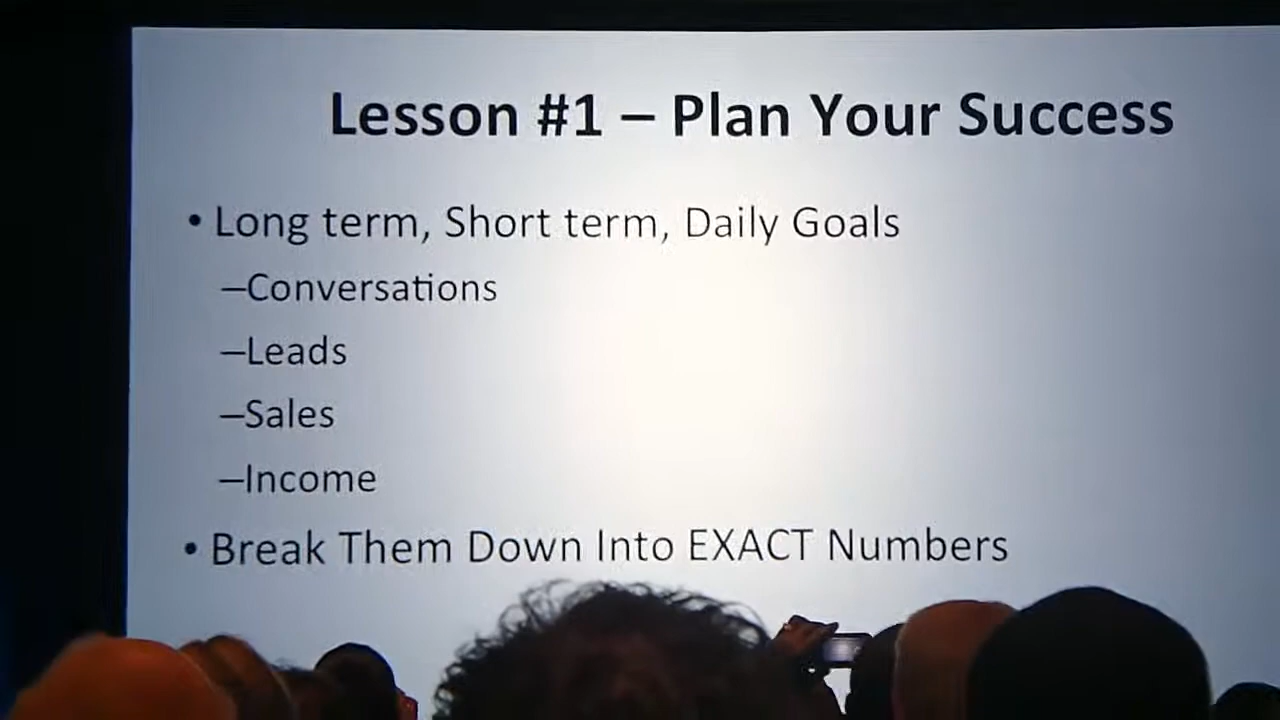 Lesson #1 – Plan Your Success
• Long term, Short term, Daily Goals
–Conversations
–Leads
–Sales
–Income
• Break Them Down Into EXACT Numbers